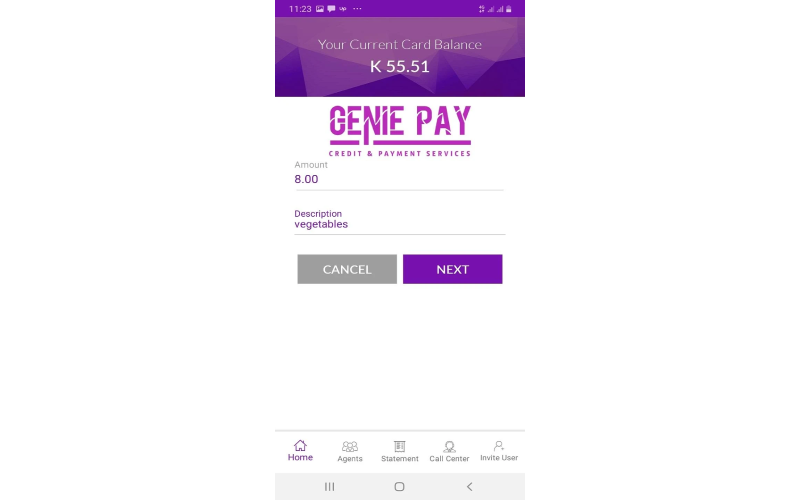 11:23
Your Current Card Balance
K 55.51
GENIE PAY
CREDIT & PAYMENT SERVICES
Amount
8.00
Description
vegetables
CANCEL NEXT
Home Agents Statement Call Center Invite User